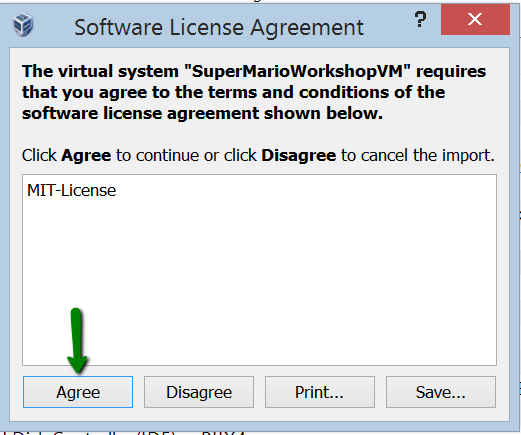 Software License Agreement
?
The virtual system "SuperMarioWorkshopVM" requires
that you agree to the terms and conditions of the
software license agreement shown below.
Click Agree to continue or click Disagree to cancel the import.
MIT-License
Agree Disagree Print... Save...